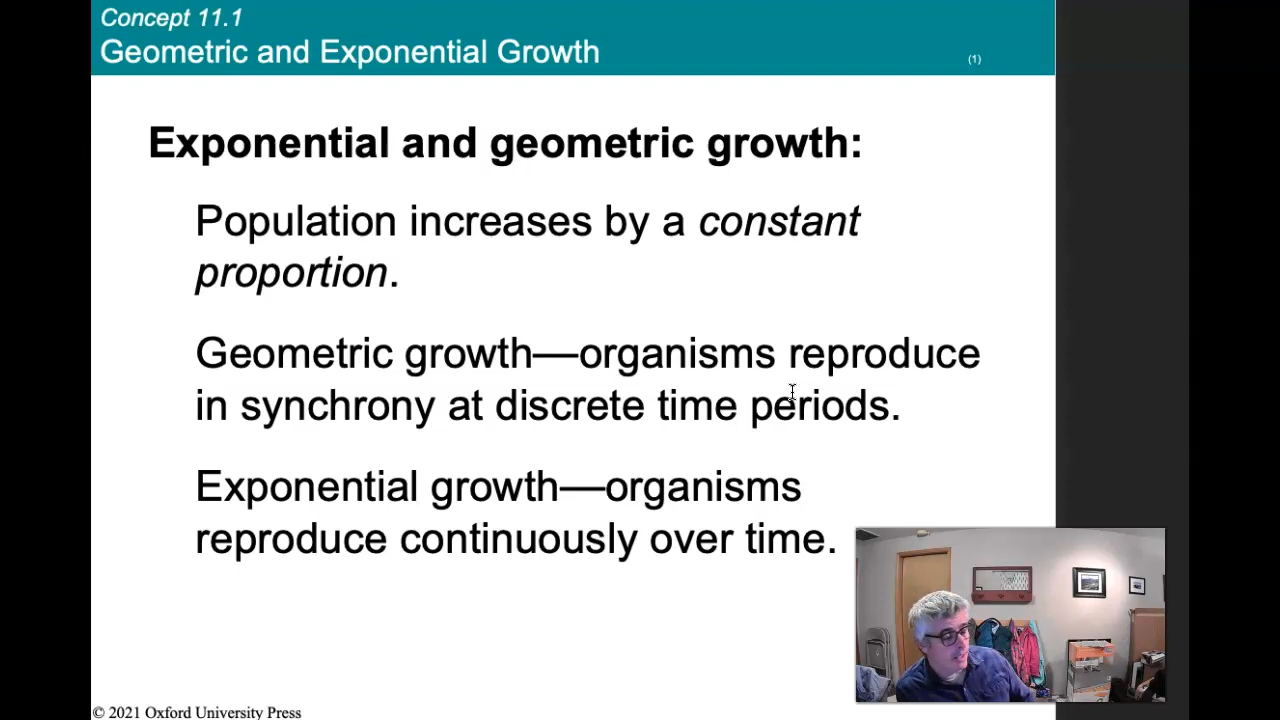 Concept 11.1
Geometric and Exponential Growth
(1)
Exponential and geometric growth:
Population increases by a constant
proportion.
Geometric growth—organisms reproduce
in synchrony at discrete time periods.
Exponential growth—organisms
reproduce continuously over time.
© 2021 Oxford University Press